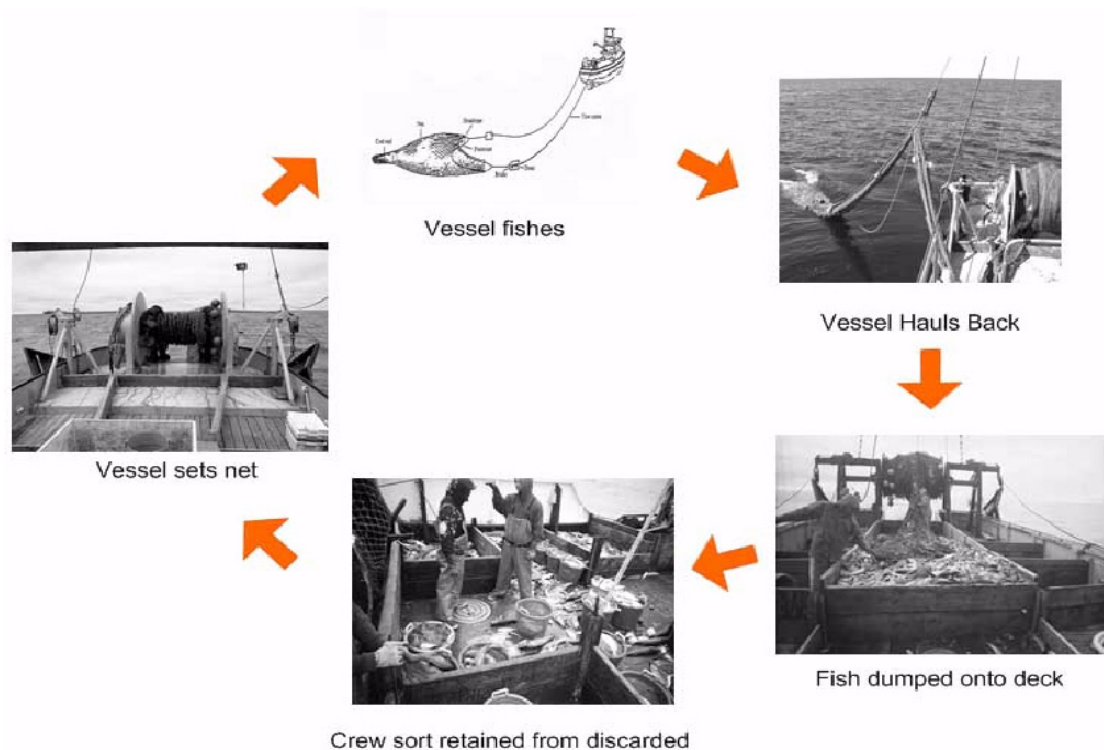 Vessel fishes
Vessel Hauls Back
Vessel sets net
Fish dumped onto deck
Crew sort retained from discarded